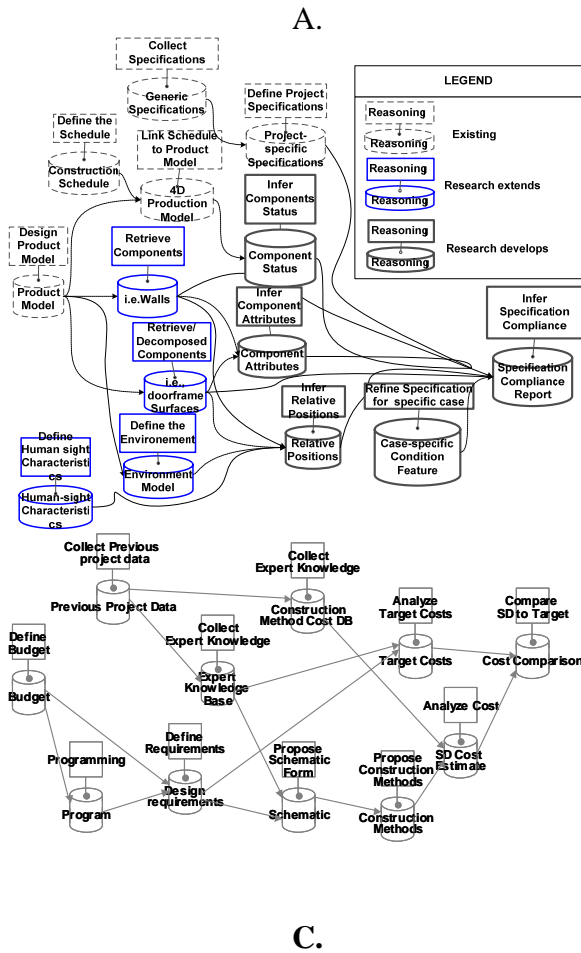 A.
Collect
Specifications
Generic
Specifications
Define Project
Specifications
Project-
specific
Specifications
Define the
Schedule
Construction
Schedule
Link Schedule
to Product
Model
4D
Production
Model
Infer
Components
Status
Component
Status
Design
Product
Model
Product
Model
Retrieve
Components
i.e.Walls
Infer
Component
Attributes
Component
Attributes
Retrieve/
Decomposed
Components
i.e.,
doorframe
Surfaces
Infer
Relative
Positions
Relative
Positions
Refine Specification
for specific case
Case-specific
Condition
Feature
Define the
Environement
Environment
Model
Define
Human sight
Characteristi
cs
Human-sight
Characteristi
cs
Infer
Specification
Compliance
Specification
Compliance
Report
LEGEND
Reasoning
Reasoning
Existing
Reasoning
Reasoning
Research extends
Reasoning
Reasoning
Research develops
Collect Previous
project data
Previous Project Data
Collect
Expert Knowledge
Construction
Method Cost DB
Collect
Expert Knowledge
Expert
Knowledge
Base
Analyze
Target Costs
Target Costs
Compare
SD to Target
Cost Comparison
Define
Budget
Budget
Programming
Program
Define
Requirements
Design
requirements
Propose
Schematic
Form
Schematic
Propose
Construction
Methods
Construction
Methods
Analyze Cost
SD Cost
Estimate
C.